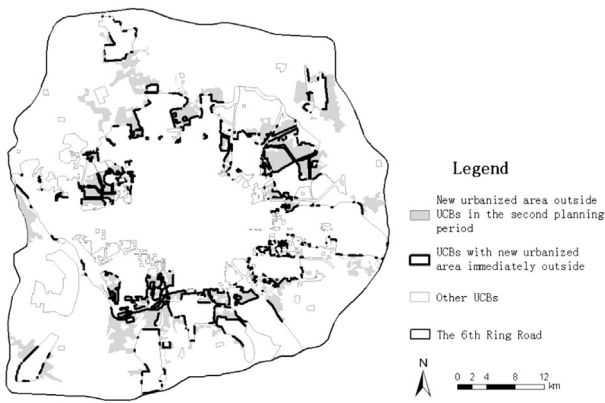 Legend
New urbanized area outside
UCBs in the second planning
period
UCBs with new urbanized
area immediately outside
Other UCBs
The 6th Ring Road
N
0 2 4 8 12
km